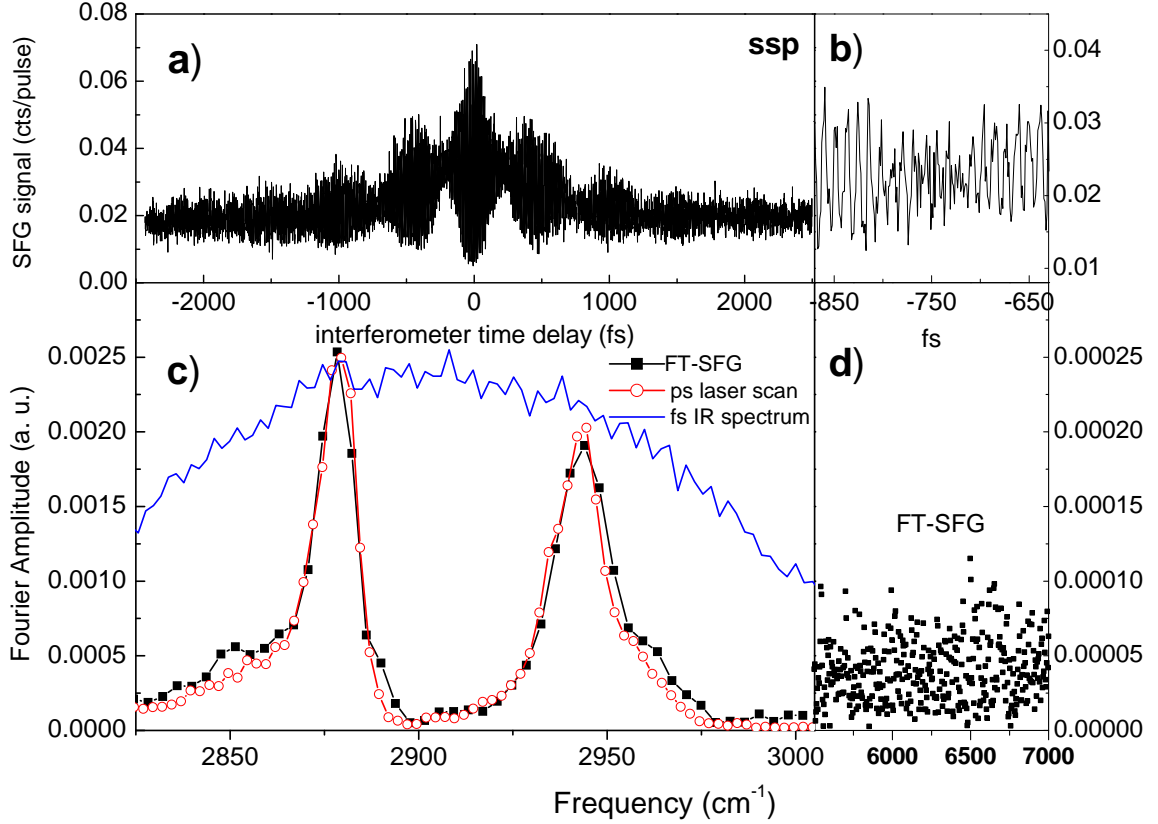 a)
ssp
b)
SFG signal (cts/pulse)
0.08
0.06
0.04
0.02
0.00
0.04
0.03
0.02
0.01
-2000
-1000
0
1000
2000
-850
-750
-650
interferometer time delay (fs)
fs
c)
FT-SFG
ps laser scan
fs IR spectrum
d)
Fourier Amplitude (a. u.)
0.0025
0.0020
0.0015
0.0010
0.0005
0.0000
FT-SFG
0.00025
0.00020
0.00015
0.00010
0.00005
0.00000
2850
2900
2950
3000
6000
6500
7000
Frequency (cm-1)